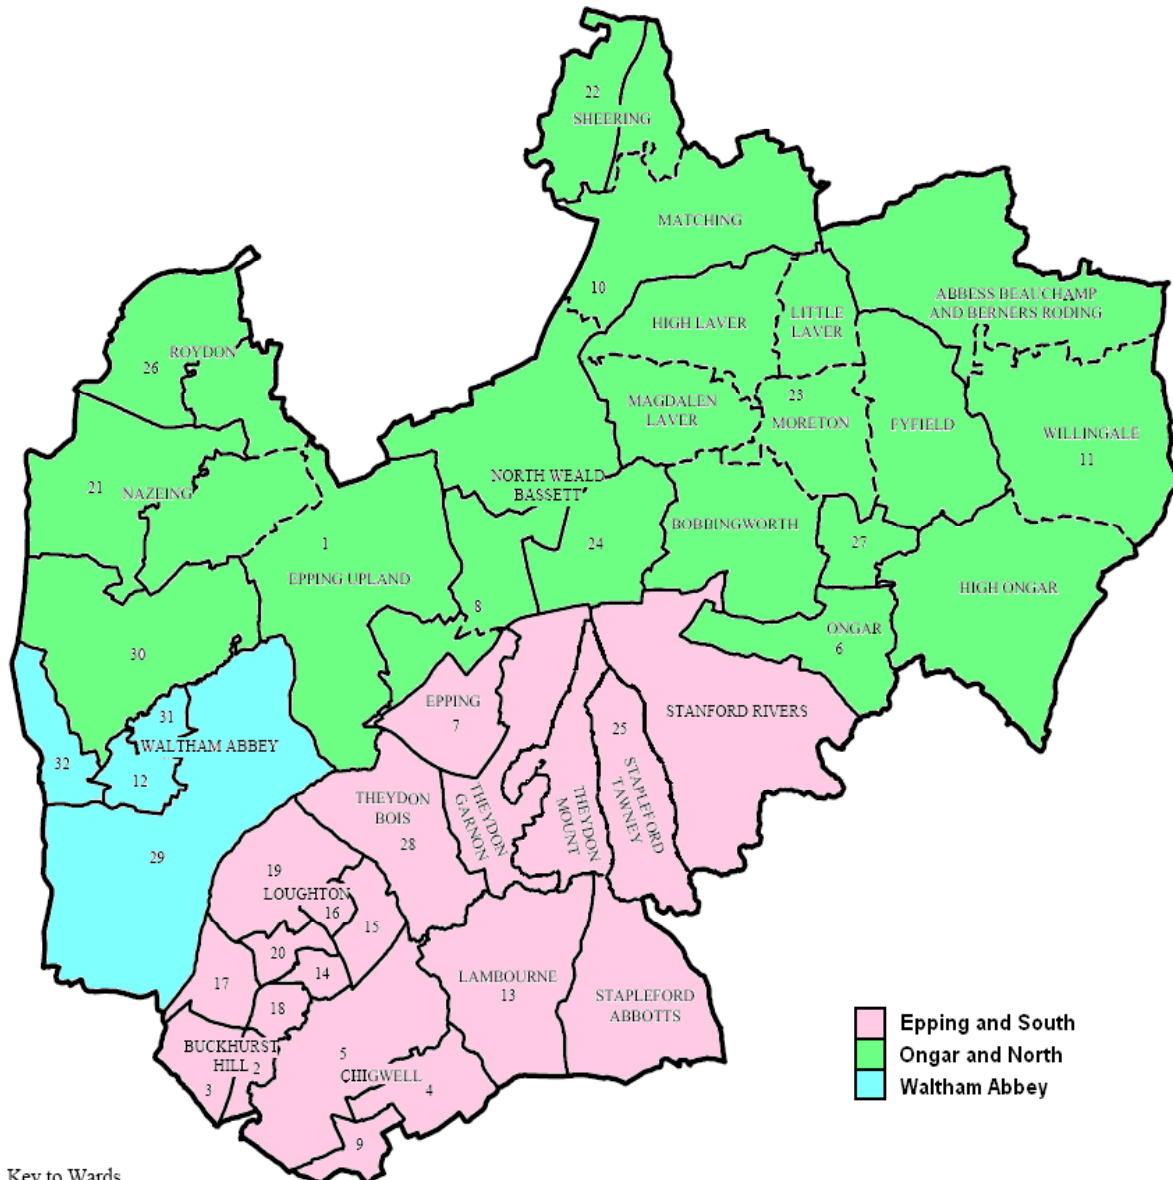 22
SHEERING
MATCHING
10
ABBESS BEAUCHAMP
AND BERNERS RODING
HIGH LAVER
LITTLE
LAVER
ROYDON
26
MAGDALEN
LAVER
23
MORETON
FYFIELD
WILLINGALE
11
21
NAZEING
NORTH WEALD
BASSETT
BOBBINGWORTH
27
24
1
EPPING UPLAND
HIGH ONGAR
8
ONGAR
6
30
EPPING
7
STANFORD RIVERS
25
31
WALTHAM ABBEY
32
12
THEYDON
BOIS
28
THEYDON
GARNON
THEYDON
MOUNT
STAPLEFORD
TAWNEY
29
19
LOUGHTON
16
15
20
14
17
18
LAMBOURNE
13
STAPLEFORD
ABBOTTS
BUCKHURST
HILL
2
3
5
CHIGWELL
4
9
Epping and South
Ongar and North
Waltham Abbey
Key to Wards